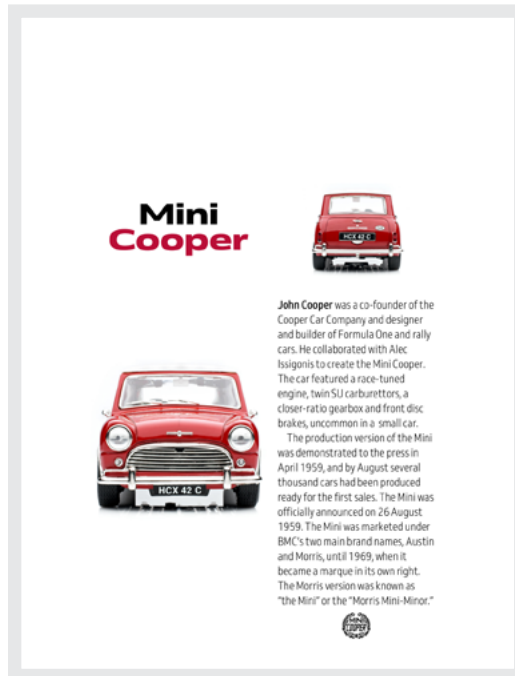 Mini
Cooper
HCX 42 C
John Cooper was a co-founder of the
Cooper Car Company and designer
and builder of Formula One and rally
cars. He collaborated with Alec
Issigonis to create the Mini Cooper.
The car featured a race-tuned
engine, twin SU carburettors, a
closer-ratio gearbox and front disc
brakes, uncommon in a small car.
The production version of the Mini
was demonstrated to the press in
April 1959, and by August several
thousand cars had been produced
ready for the first sales. The Mini was
officially announced on 26 August
1959. The Mini was marketed under
BMC's two main brand names, Austin
and Morris, until 1969, when it
became a marque in its own right.
The Morris version was known as
"the Mini" or the "Morris Mini-Minor."
HCX 42 C
MINI
COOPER